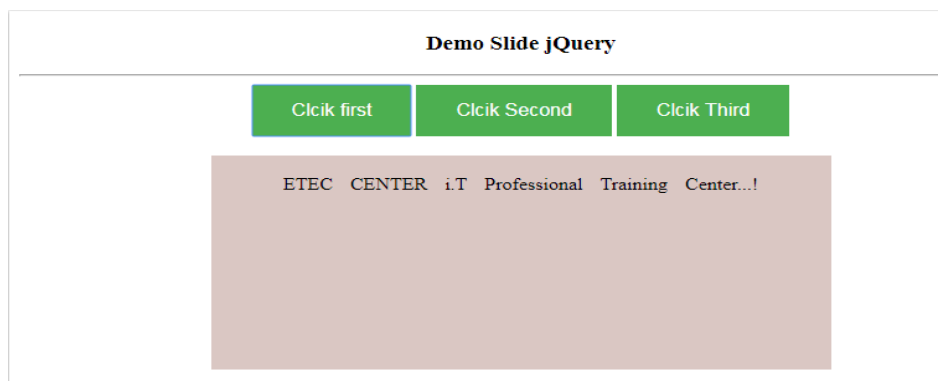 Demo Slide jQuery
Clcik first Clcik Second Clcik Third
ETEC CENTER i.T Professional Training Center...!